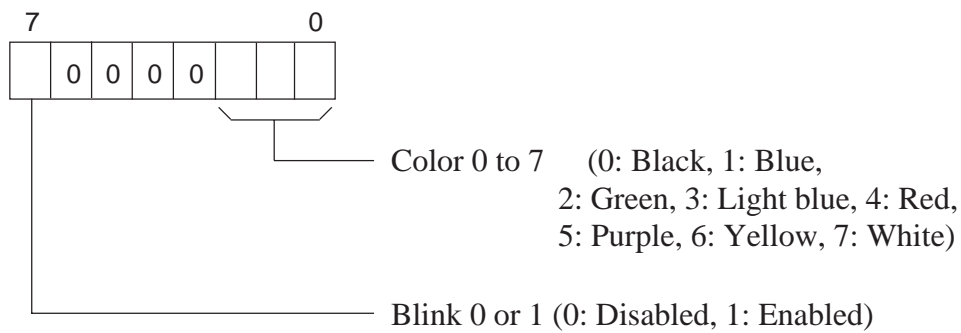 7 0
0 0 0 0
Color 0 to 7 (0: Black, 1: Blue,
2: Green, 3: Light blue, 4: Red,
5: Purple, 6: Yellow, 7: White)
Blink 0 or 1 (0: Disabled, 1: Enabled)